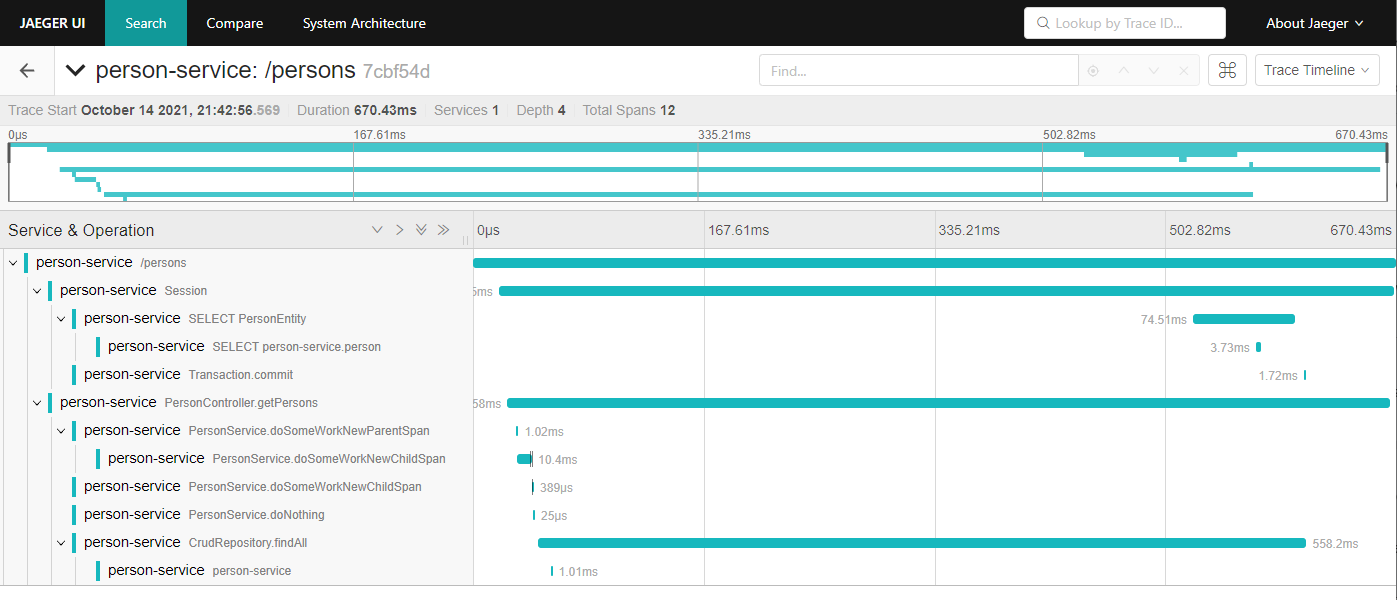 JAEGER UI Search Compare System Architecture Lookup by Trace ID... About Jaeger
person-service: /persons 7cbf54d Find... Trace Timeline
Trace Start October 14 2021, 21:42:56.569 Duration 670.43ms Services 1 Depth 4 Total Spans 12
0μs 167.61ms 335.21ms 502.82ms 670.43ms
Service & Operation 0μs 167.61ms 335.21ms 502.82ms 670.43ms
person-service /persons
person-service Session
person-service SELECT PersonEntity 74.51ms
person-service SELECT person-service.person 3.73ms
person-service Transaction.commit 1.72ms
person-service PersonController.getPersons 58ms
person-service PersonService.doSomeWorkNewParentSpan 1.02ms
person-service PersonService.doSomeWorkNewChildSpan 10.4ms
person-service PersonService.doSomeWorkNewChildSpan 389μs
person-service PersonService.doNothing 25μs
person-service CrudRepository.findAll 558.2ms
person-service person-service 1.01ms